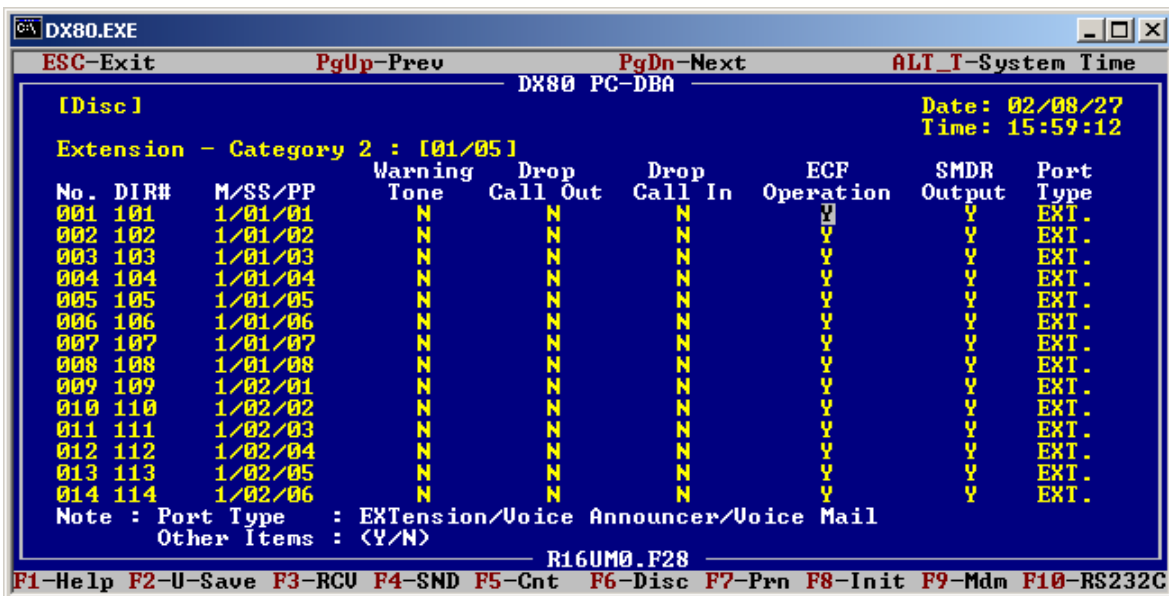 DX80.EXE
ESC-Exit PgUp-Prev PgDn-Next ALT_T-System Time
DX80 PC-DBA
[Disc] Date: 02/08/27
Time: 15:59:12
Extension - Category 2 : [01/05]
Warning Drop Drop ECF SMDR Port
No. DIR# M/SS/PP Tone Call Out Call In Operation Output Type
001 101 1/01/01 N N N Y Y EXT.
002 102 1/01/02 N N N Y Y EXT.
003 103 1/01/03 N N N Y Y EXT.
004 104 1/01/04 N N N Y Y EXT.
005 105 1/01/05 N N N Y Y EXT.
006 106 1/01/06 N N N Y Y EXT.
007 107 1/01/07 N N N Y Y EXT.
008 108 1/01/08 N N N Y Y EXT.
009 109 1/02/01 N N N Y Y EXT.
010 110 1/02/02 N N N Y Y EXT.
011 111 1/02/03 N N N Y Y EXT.
012 112 1/02/04 N N N Y Y EXT.
013 113 1/02/05 N N N Y Y EXT.
014 114 1/02/06 N N N Y Y EXT.
Note : Port Type : EXTension/Voice Announcer/Voice Mail
Other Items : (Y/N)
R16UM0.F28
F1-Help F2-U-Save F3-RCV F4-SND F5-Cnt F6-Disc F7-Prn F8-Init F9-Mdm F10-RS232C